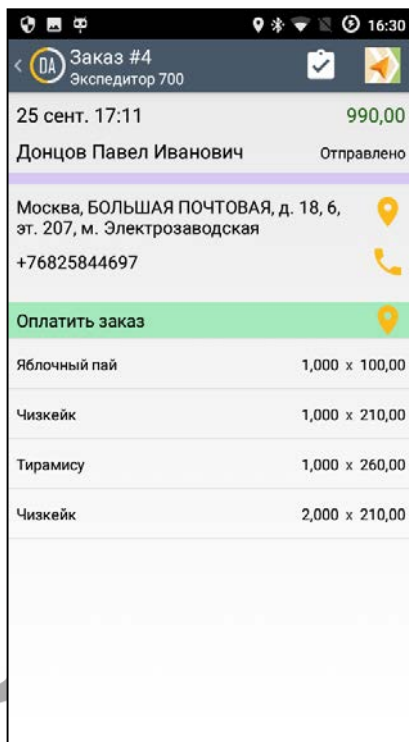 16:30
DA
Заказ #4
Экспедитор 700
25 сент. 17:11 990,00
Донцов Павел Иванович Отправлено
Москва, БОЛЬШАЯ ПОЧТОВАЯ, д. 18, 6,
эт. 207, м. Электрозаводская
+76825844697
Оплатить заказ
Яблочный пай 1,000 x 100,00
Чизкейк 1,000 x 210,00
Тирамису 1,000 x 260,00
Чизкейк 2,000 x 210,00